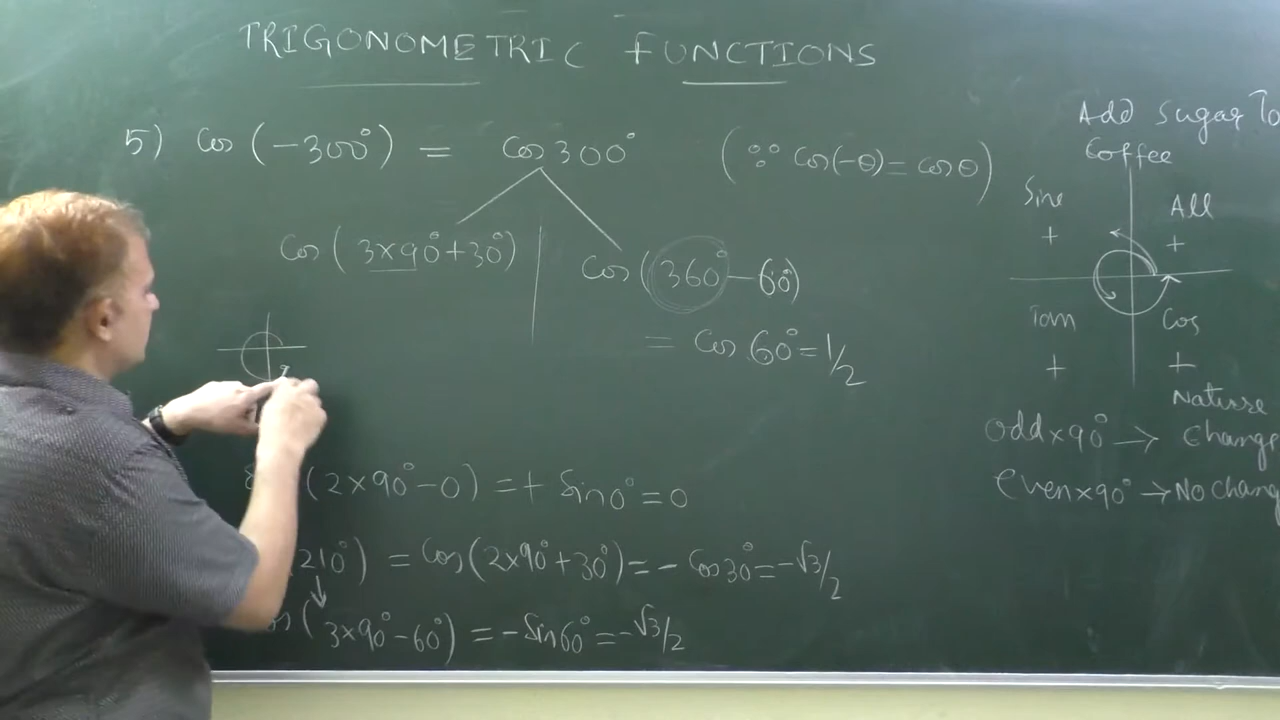 TRIGONOMETRIC FUNCTIONS
5) Cos (-300°) = Cos 300° (∵ Cos(-θ) = cos θ)
Cos (3×90°+30°)
Cos (360° - 60°)
= Cos 60° = 1/2
(2×90°-0) = + Sin 0° = 0
210°) = Cos (2×90°+30°) = - Cos 30° = -√3/2
(3×90°-60°) = -Sin 60° = -√3/2
Add Sugar To
Coffee
Sine All
+ +
Tan Cos
+ +
Nature
Odd×90° → Change
Even×90° → No Chang